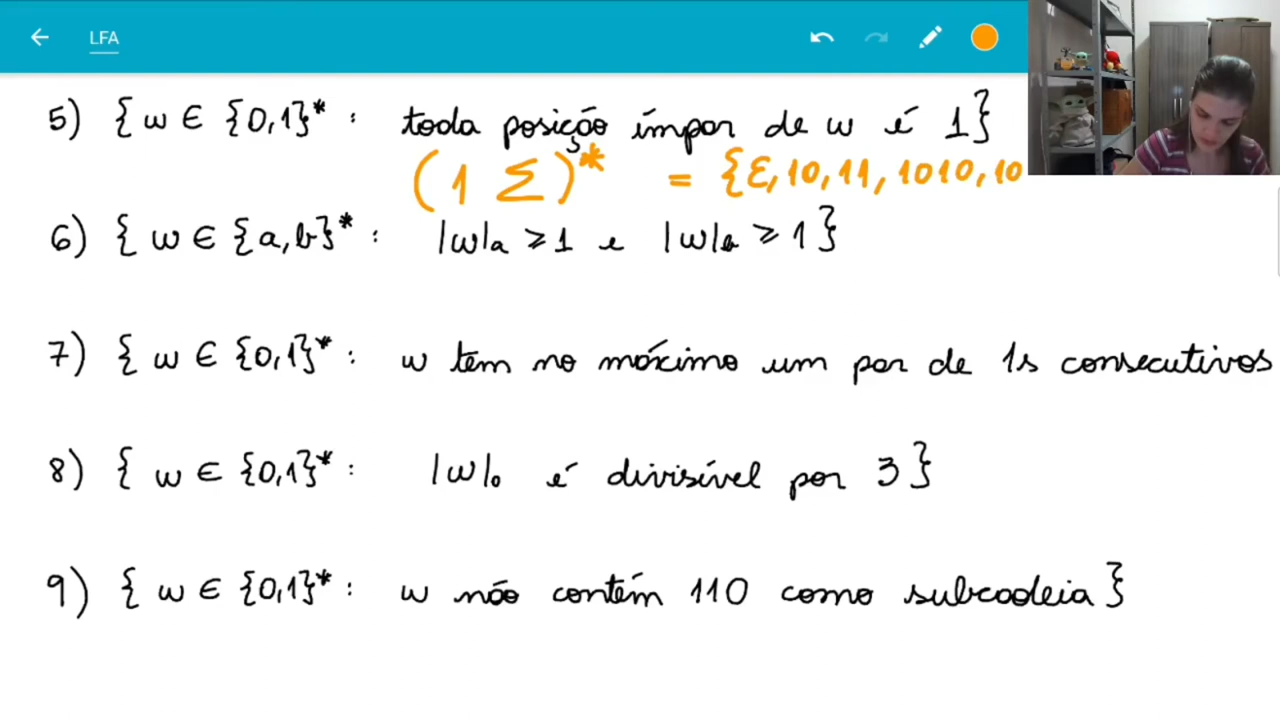 LFA
5) { w ∈ {0,1}* : toda posição ímpar de w é 1}
(1 Σ)* = {ε, 10, 11, 1010, 10
6) { w ∈ {a,b}* : |w|a ⩾ 1 e |w|b ⩾ 1 }
7) { w ∈ {0,1}* : w tem no máximo um par de 1s consecutivos
8) { w ∈ {0,1}* : |w|₀ é divisível por 3 }
9) { w ∈ {0,1}* : w não contém 110 como subcadeia }